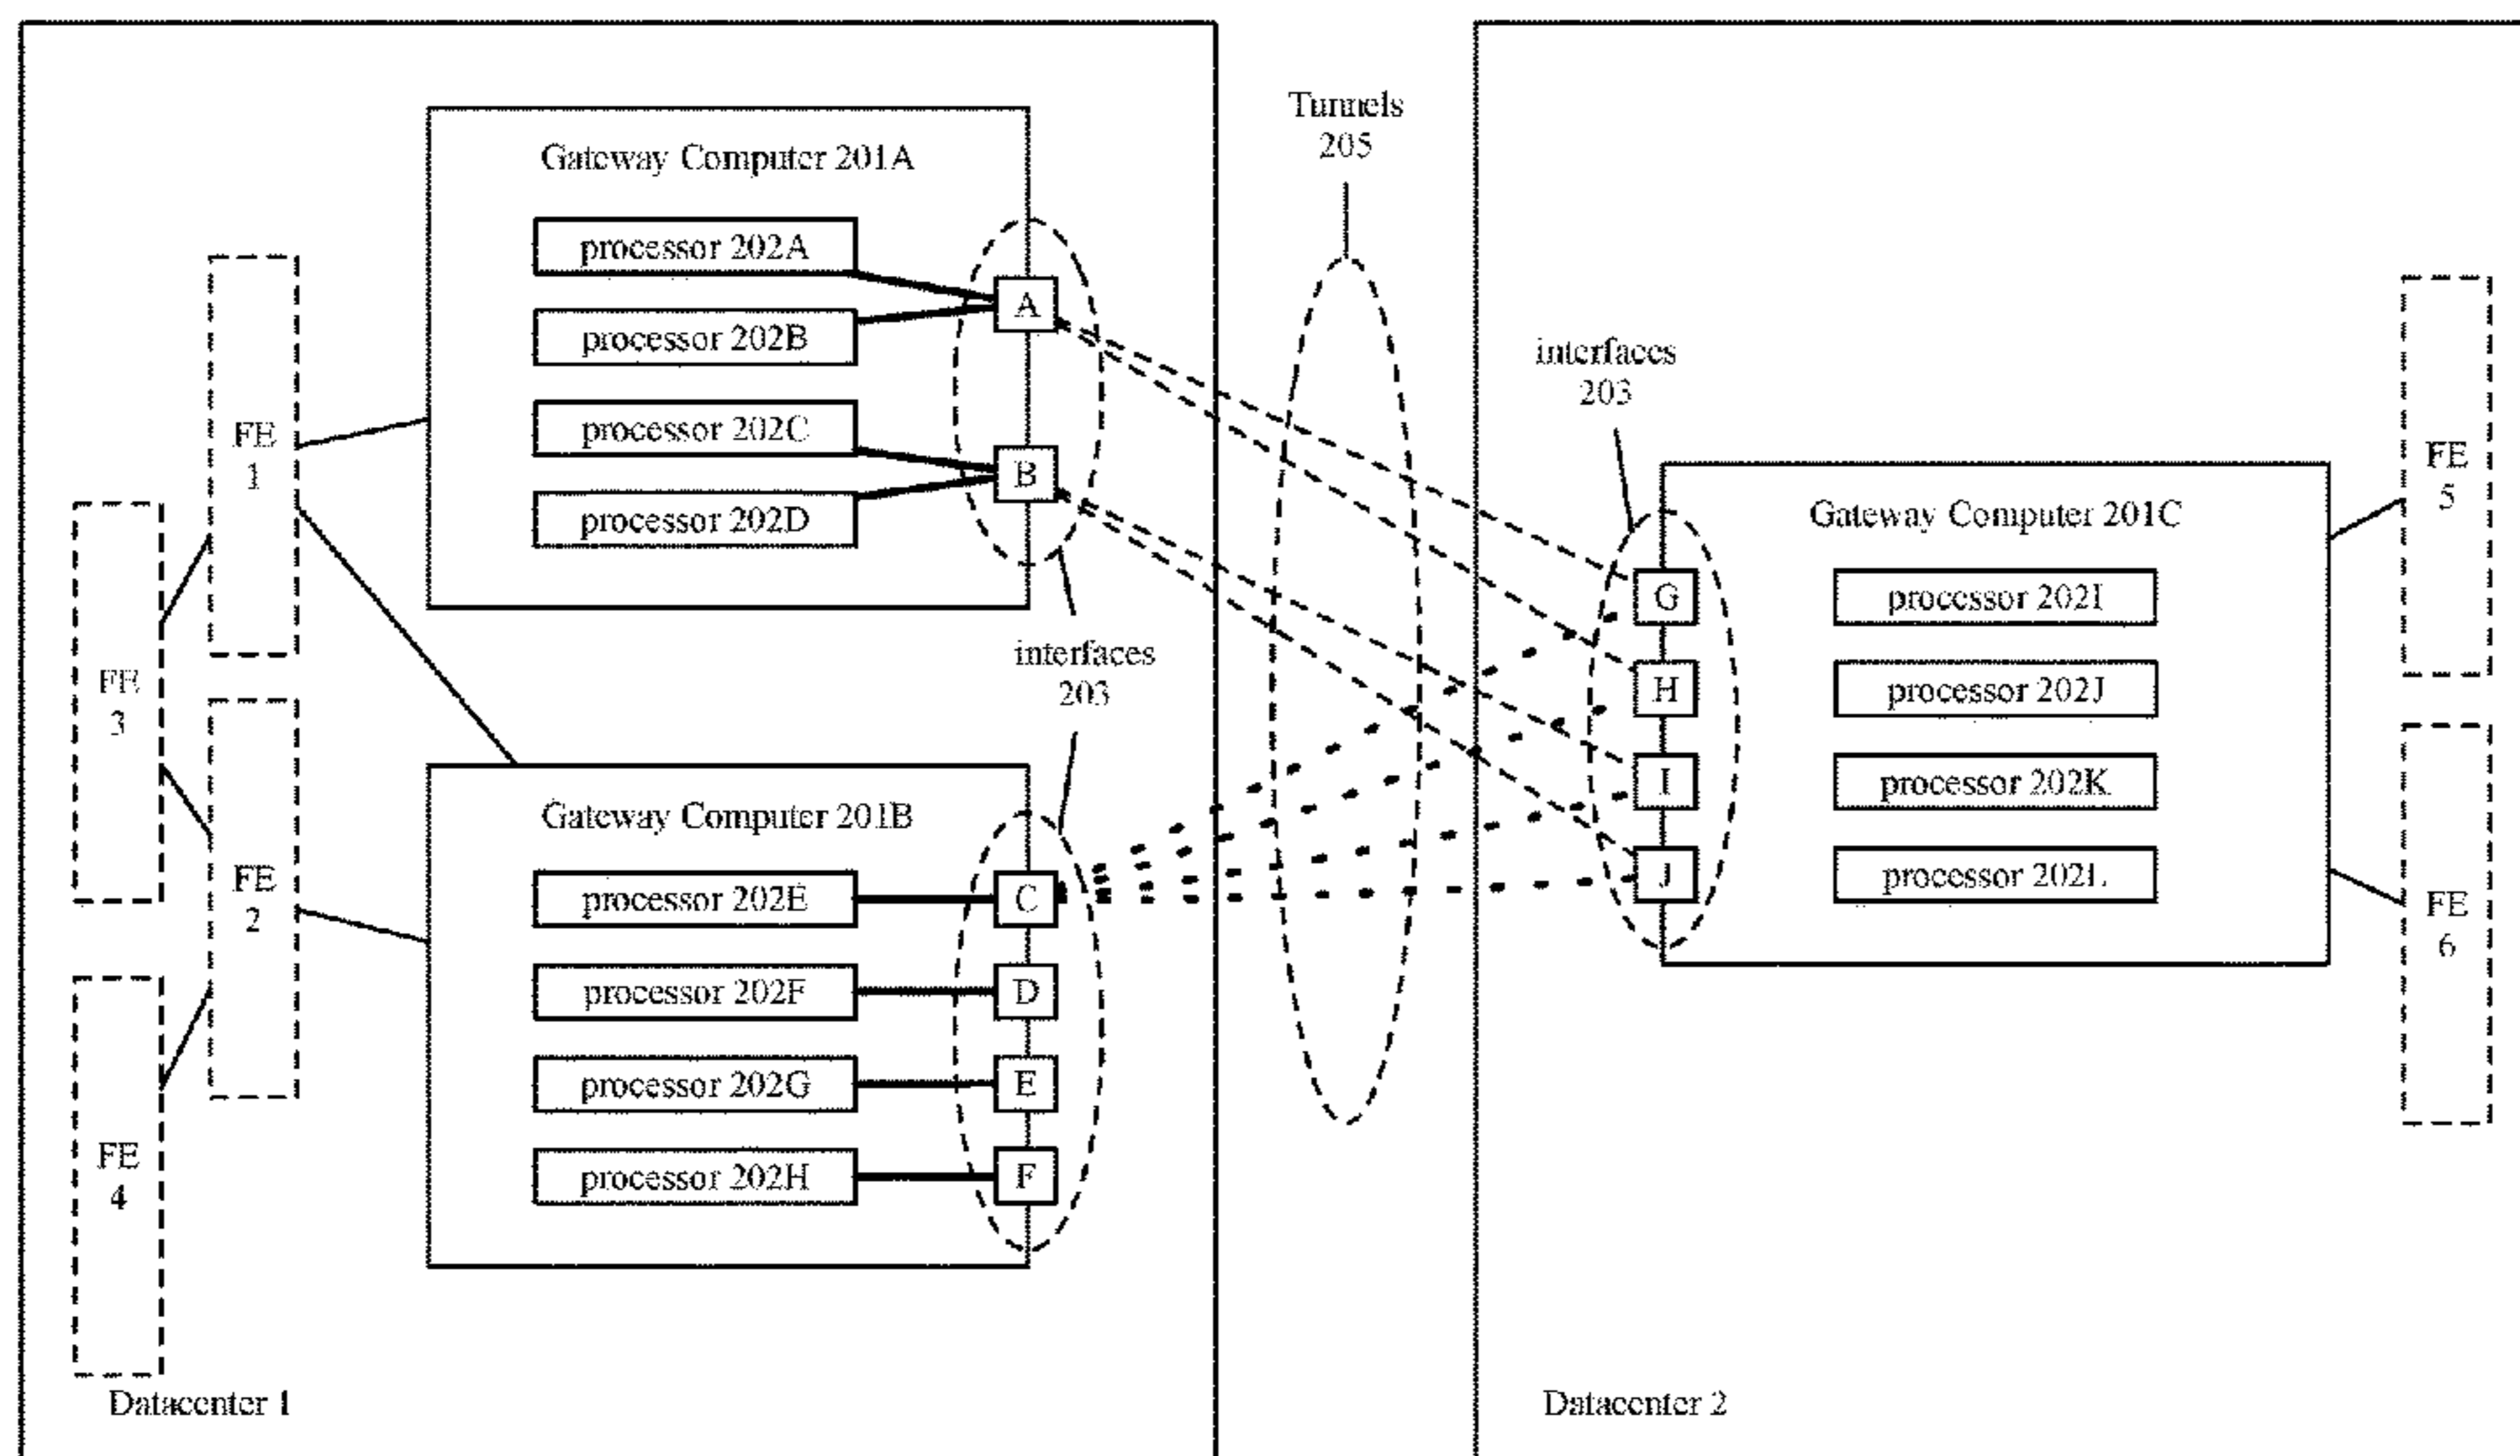 Tunnels
205
Gateway Computer 201A
processor 202A
processor 202B
processor 202C
processor 202D
A
B
interfaces
203
FE
1
FE
2
FE
3
FE
4
Gateway Computer 201B
processor 202E
processor 202F
processor 202G
processor 202H
C
D
E
F
interfaces
203
Gateway Computer 201C
processor 202I
processor 202J
processor 202K
processor 202L
G
H
I
J
FE
5
FE
6
Datacenter 1
Datacenter 2